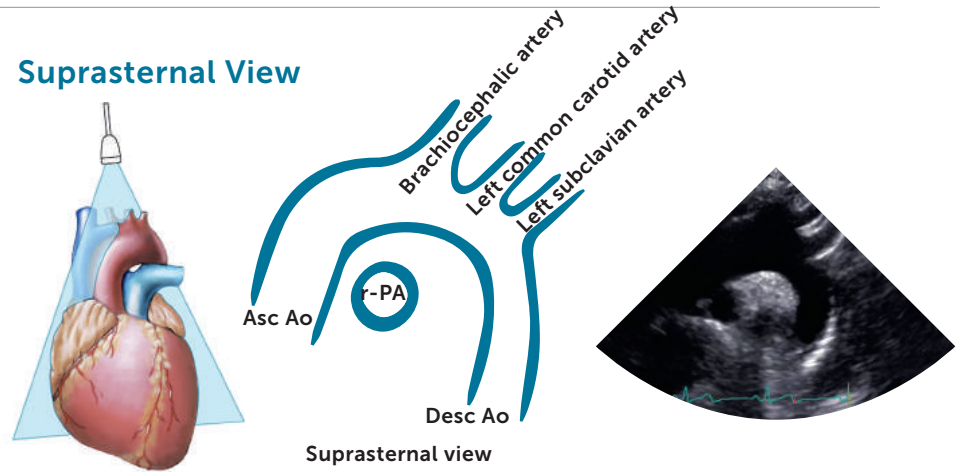 Suprasternal View
Brachiocephalic artery
Left common carotid artery
Left subclavian artery
r-PA
Asc Ao
Desc Ao
Suprasternal view